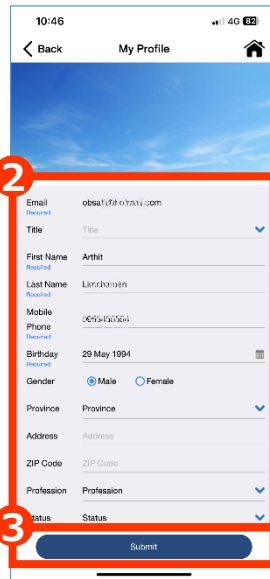 10:46 4G 82
Back My Profile
2
Email
Required
Title Title
First Name Arthit
Required
Last Name
Required
Mobile
Phone
Required
Birthday 29 May 1994
Required
Gender Male Female
Province Province
Address Address
ZIP Code ZIP Code
Profession Profession
Status Status
3
Submit